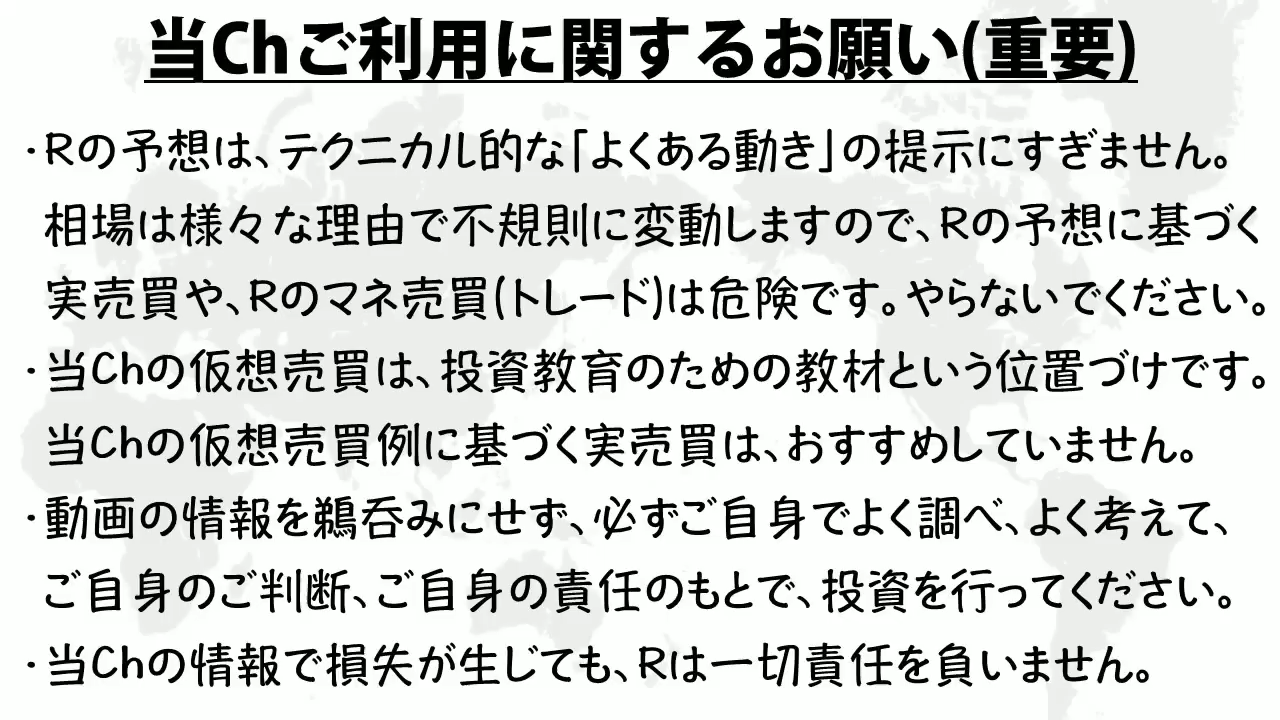 当Chご利用に関するお願い(重要)
・Rの予想は、テクニカル的な「よくある動き」の提示にすぎません。
相場は様々な理由で不規則に変動しますので、Rの予想に基づく
実売買や、Rのマネ売買(トレード)は危険です。やらないでください。
・当Chの仮想売買は、投資教育のための教材という位置づけです。
当Chの仮想売買例に基づく実売買は、おすすめしていません。
・動画の情報を鵜呑みにせず、必ずご自身でよく調べ、よく考えて、
ご自身のご判断、ご自身の責任のもとで、投資を行ってください。
・当Chの情報で損失が生じても、Rは一切責任を負いません。